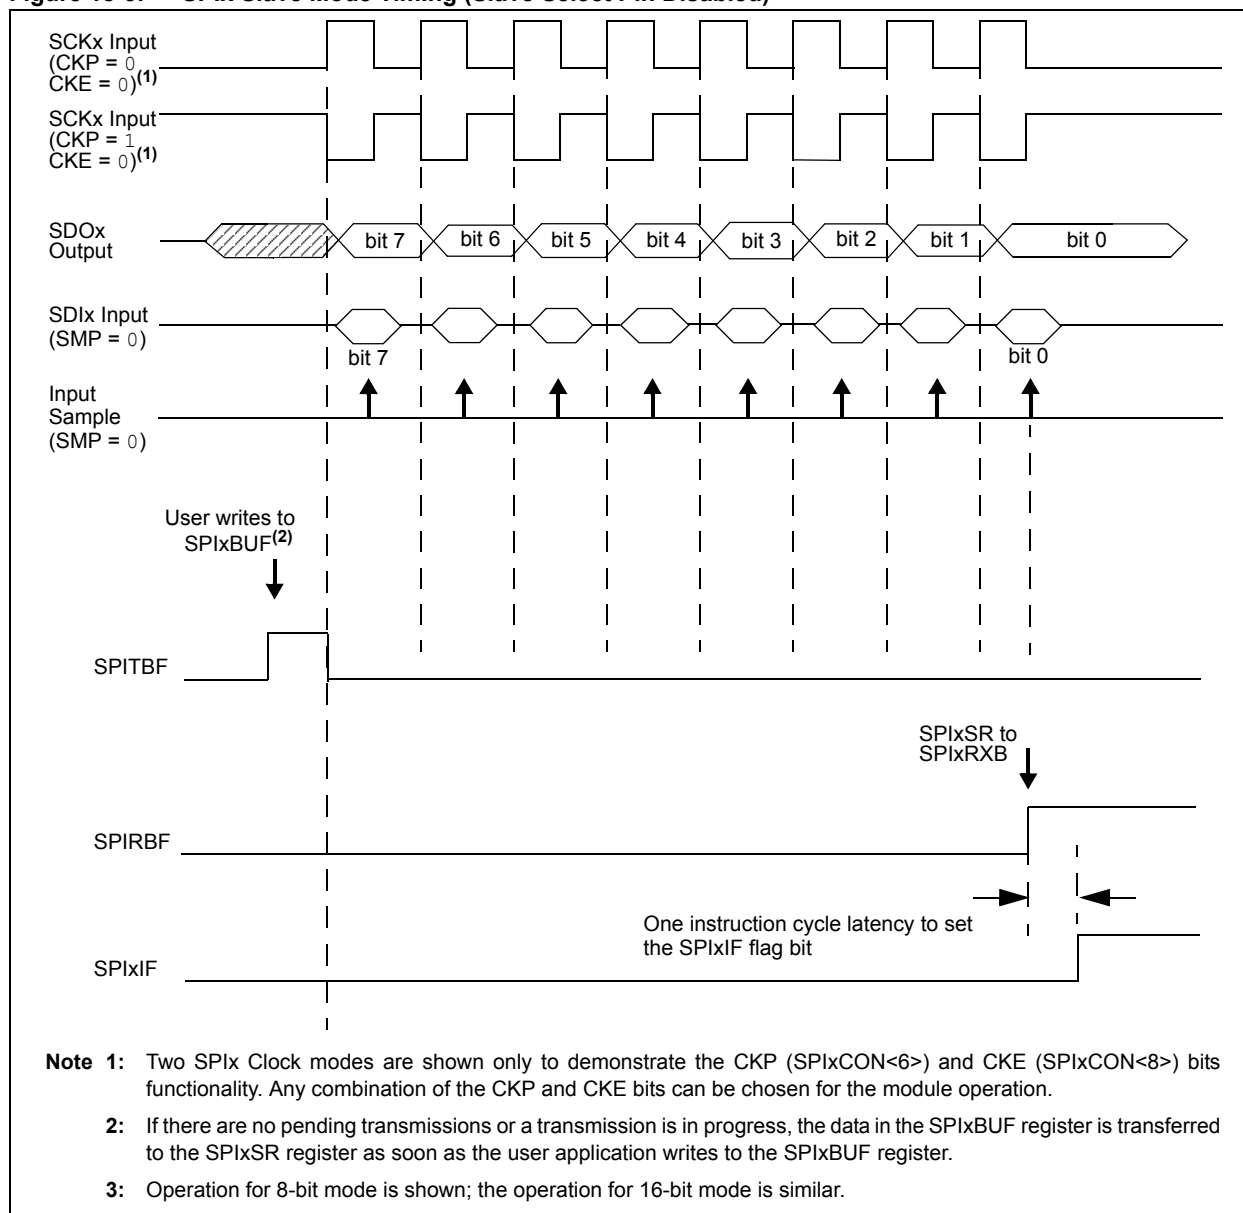 SCKx Input
(CKP = 0
CKE = 0)(1)
SCKx Input
(CKP = 1
CKE = 0)(1)
SDOx
Output
bit 7
bit 6
bit 5
bit 4
bit 3
bit 2
bit 1
bit 0
SDIx Input
(SMP = 0)
bit 7
bit 0
Input
Sample
(SMP = 0)
User writes to
SPIxBUF(2)
SPITBF
SPIxSR to
SPIxRXB
SPIRBF
One instruction cycle latency to set
the SPIxIF flag bit
SPIxIF
Note 1: Two SPIx Clock modes are shown only to demonstrate the CKP (SPIxCON<6>) and CKE (SPIxCON<8>) bits
functionality. Any combination of the CKP and CKE bits can be chosen for the module operation.
2: If there are no pending transmissions or a transmission is in progress, the data in the SPIxBUF register is transferred
to the SPIxSR register as soon as the user application writes to the SPIxBUF register.
3: Operation for 8-bit mode is shown; the operation for 16-bit mode is similar.